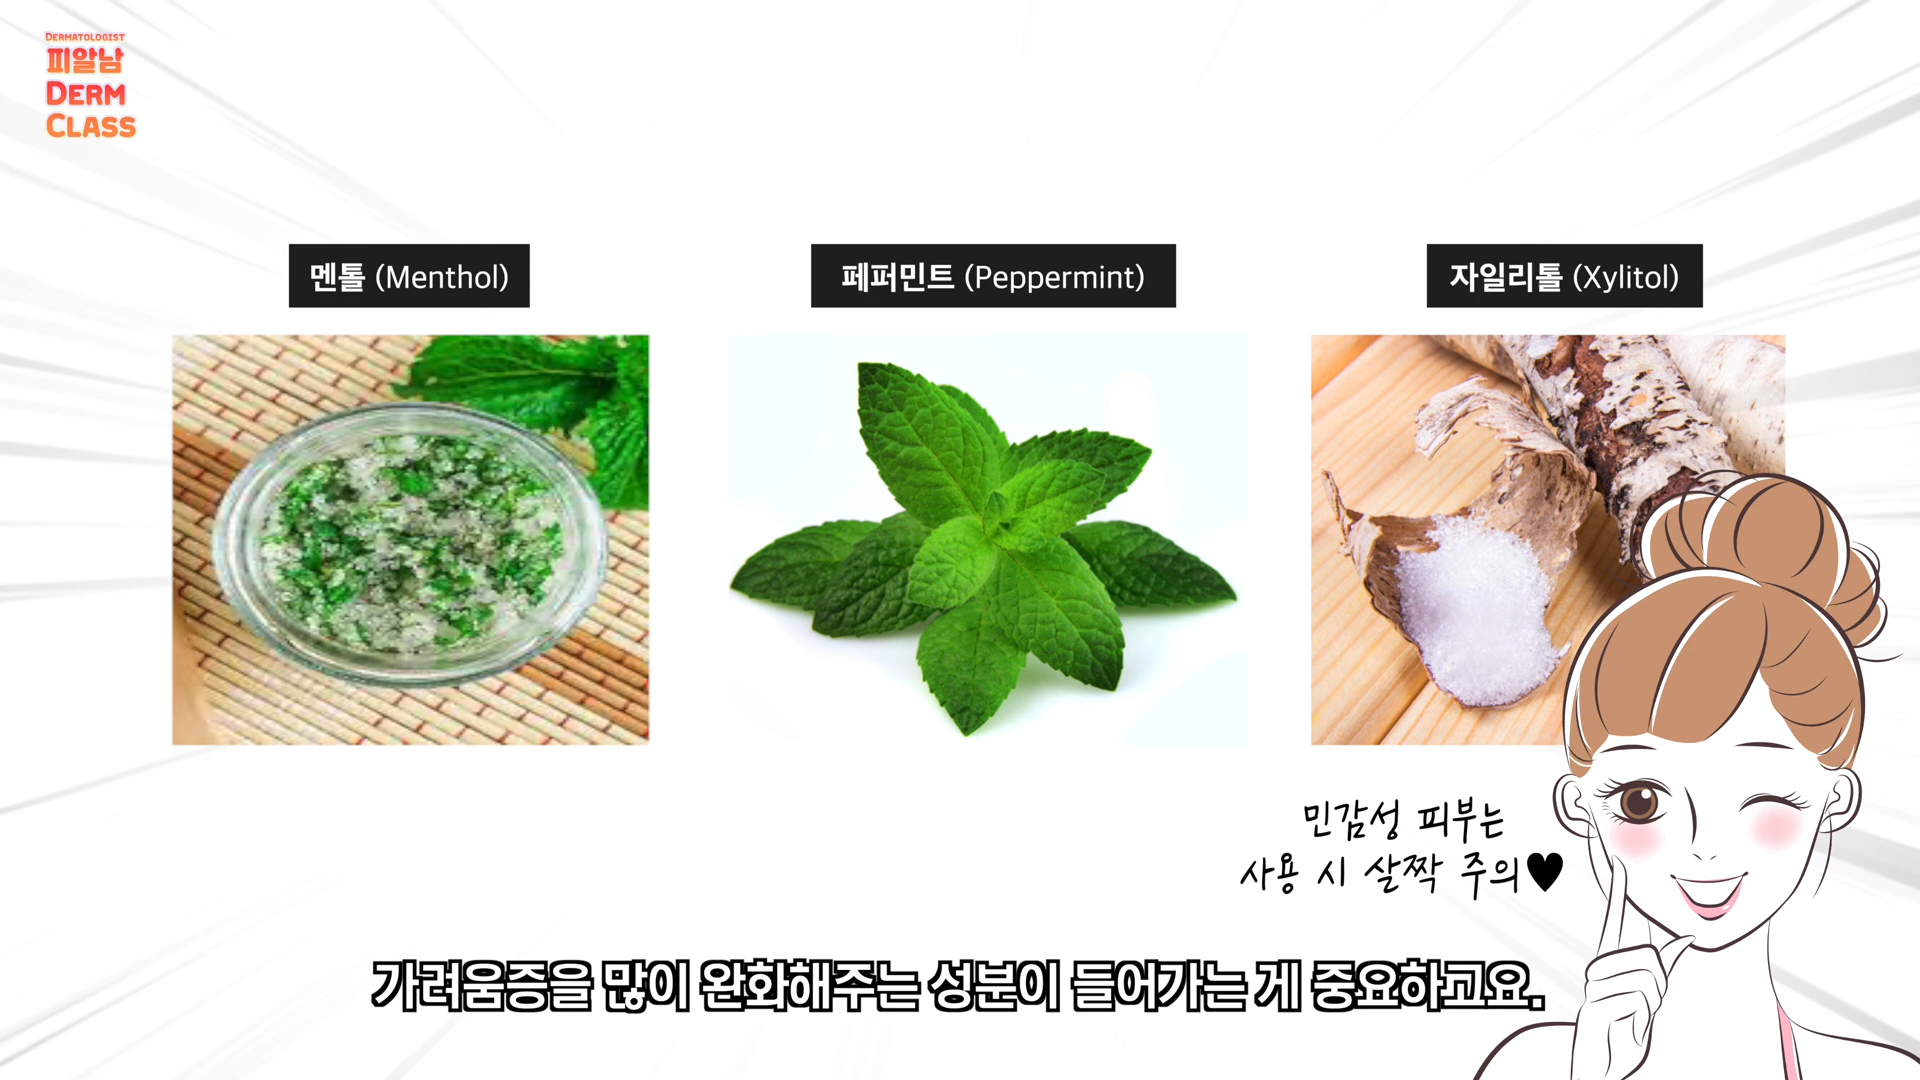 DERMATOLOGIST
피알남
DERM
CLASS
멘톨 (Menthol)
페퍼민트 (Peppermint)
자일리톨 (Xylitol)
민감성 피부는
사용 시 살짝 주의♥
가려움증을 많이 완화해주는 성분이 들어가는 게 중요하고요.